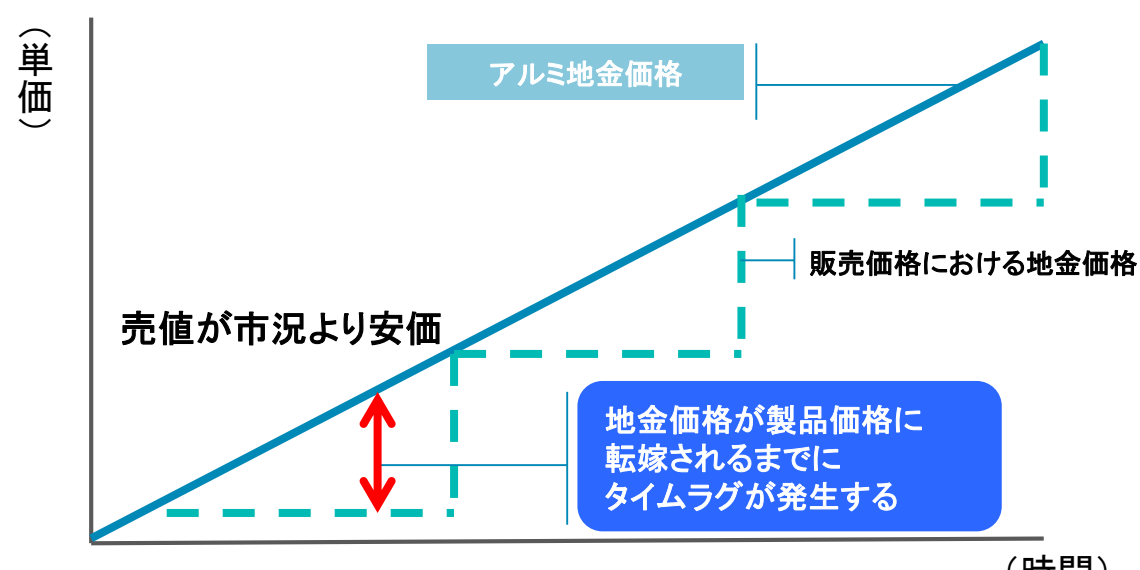 （単価）
アルミ地金価格
販売価格における地金価格
売値が市況より安価
地金価格が製品価格に
転嫁されるまでに
タイムラグが発生する
（時間）